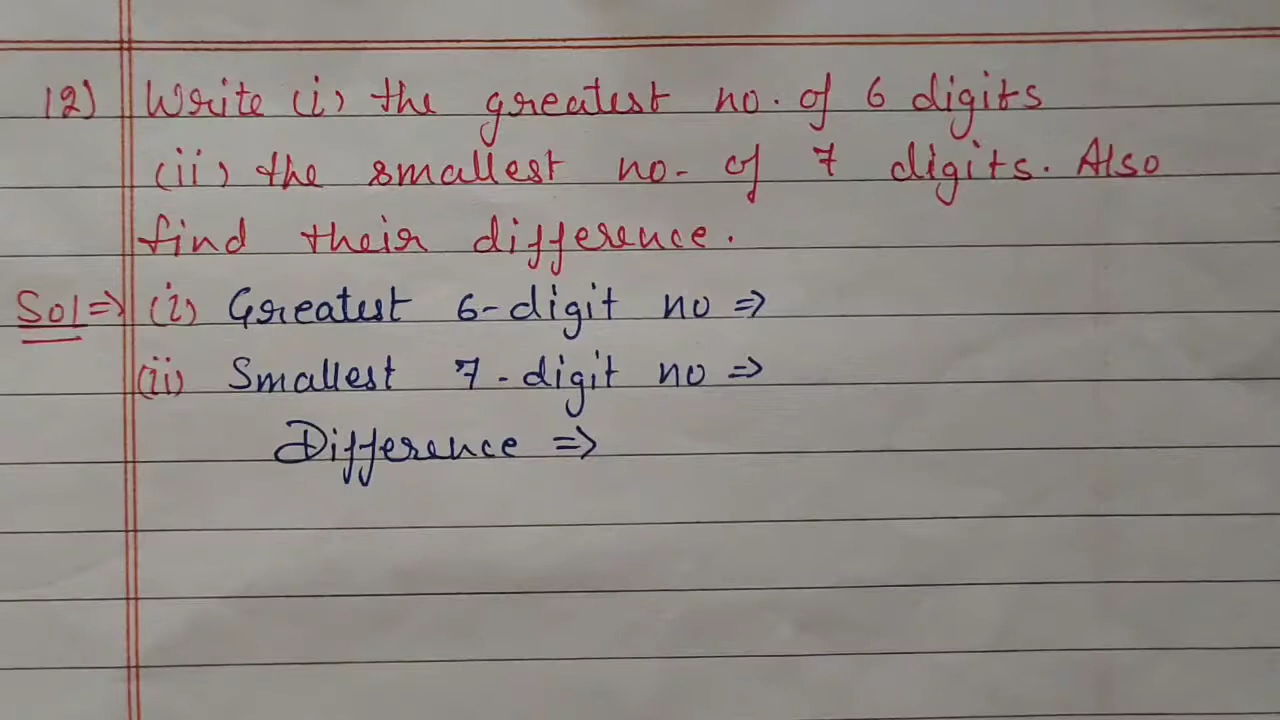 12) Write (i) the greatest no. of 6 digits
(ii) the smallest no. of 7 digits. Also
find their difference.
Sol => (i) Greatest 6-digit no =>
(ii) Smallest 7-digit no =>
Difference =>